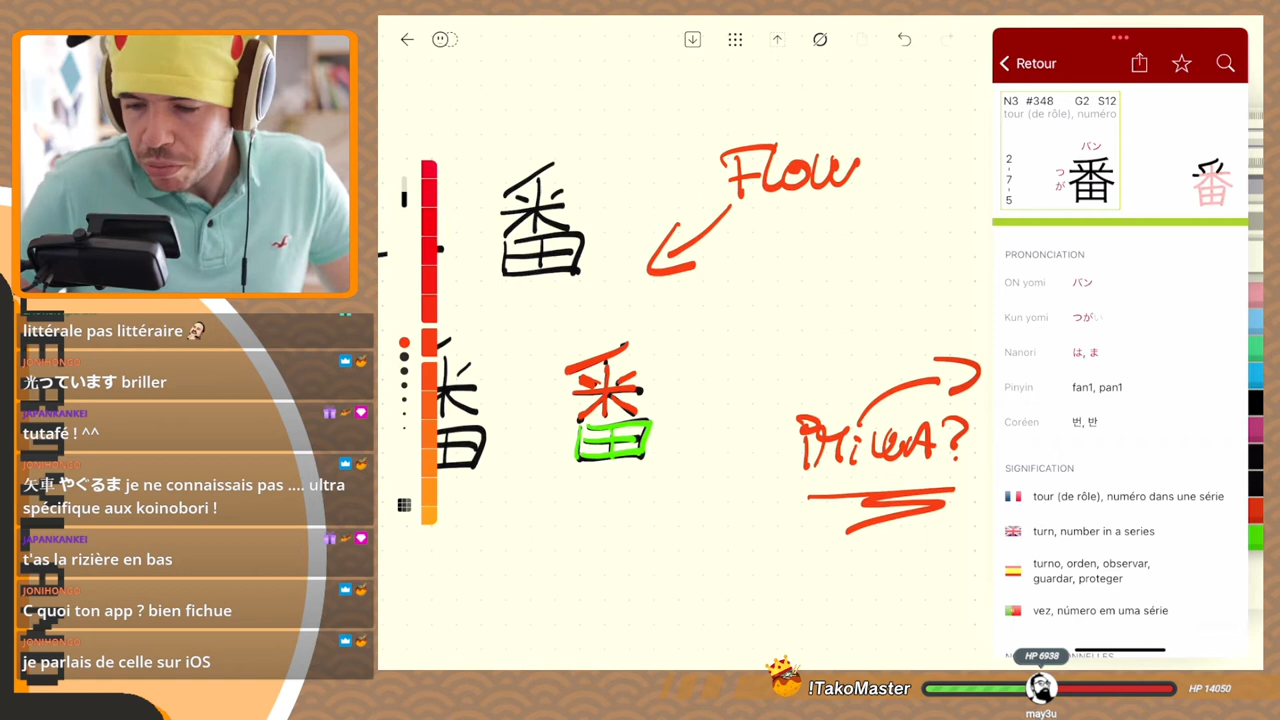 littérale pas littéraire
JONIHONGO
光っています briller
JAPANKANKEI
tutafé ! ^^
JONIHONGO
矢車 やぐるま je ne connaissais pas .... ultra
spécifique aux koinobori !
JAPANKANKEI
t'as la rizière en bas
JONIHONGO
C quoi ton app ? bien fichue
JONIHONGO
je parlais de celle sur iOS
番
Flow
番
番
Retour
N3 #348 G2 S12
tour (de rôle), numéro
2-7-5
バン
つが
番
番
PRONONCIATION
ON yomi バン
Kun yomi つがい
Nanori は, ま
Pinyin fan1, pan1
Coréen 번, 반
SIGNIFICATION
tour (de rôle), numéro dans une série
turn, number in a series
turno, orden, observar,
guardar, proteger
vez, número em uma série
HP 6938
!TakoMaster
HP 14050
may3u